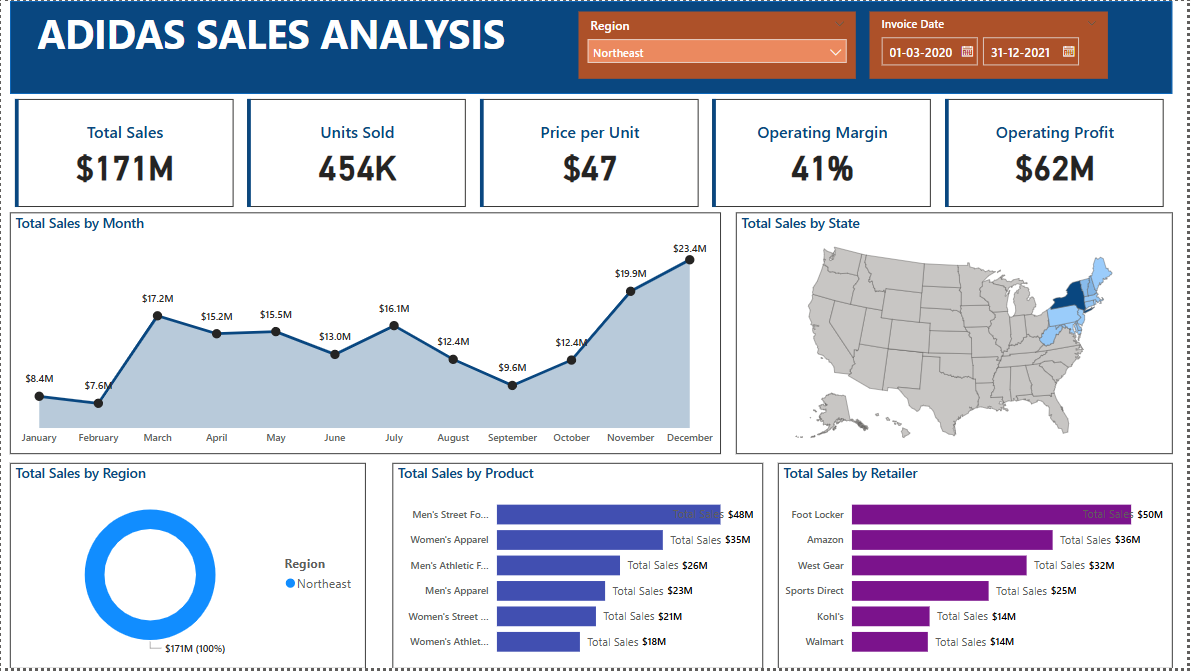 ADIDAS SALES ANALYSIS
Region
Northeast
Invoice Date
01-03-2020
31-12-2021
Total Sales
$171M
Units Sold
454K
Price per Unit
$47
Operating Margin
41%
Operating Profit
$62M
Total Sales by Month
$8.4M
$7.6M
$17.2M
$15.2M
$15.5M
$13.0M
$16.1M
$12.4M
$9.6M
$12.4M
$19.9M
$23.4M
January February March April May June July August September October November December
Total Sales by State
Total Sales by Region
Region
Northeast
$171M (100%)
Total Sales by Product
Men's Street Fo... Total Sales $48M
Women's Apparel Total Sales $35M
Men's Athletic F... Total Sales $26M
Men's Apparel Total Sales $23M
Women's Street ... Total Sales $21M
Women's Athlet... Total Sales $18M
Total Sales by Retailer
Foot Locker Total Sales $50M
Amazon Total Sales $36M
West Gear Total Sales $32M
Sports Direct Total Sales $25M
Kohl's Total Sales $14M
Walmart Total Sales $14M